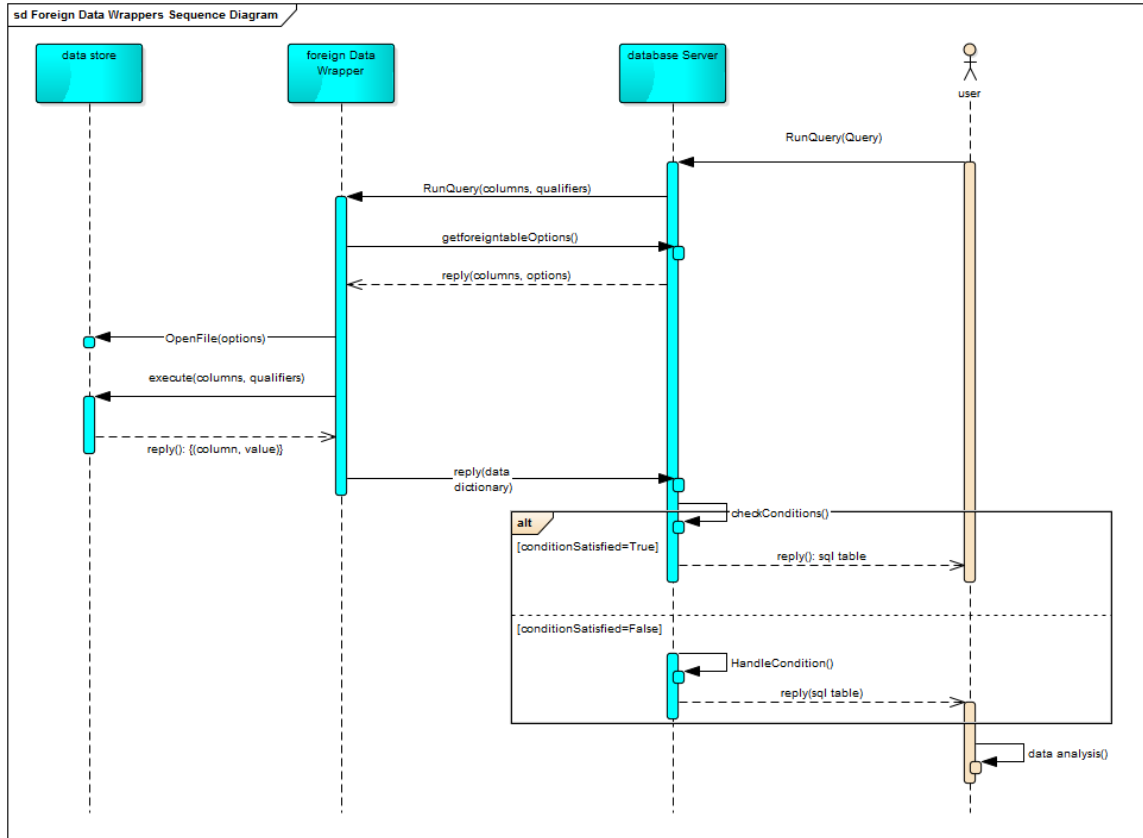 sd Foreign Data Wrappers Sequence Diagram
data store
foreign Data
Wrapper
database Server
user
RunQuery(Query)
RunQuery(columns, qualifiers)
getforeigntableOptions()
reply(columns, options)
OpenFile(options)
execute(columns, qualifiers)
reply(): {(column, value)}
reply(data
dictionary)
checkConditions()
alt
[conditionSatisfied=True]
reply(): sql table
[conditionSatisfied=False]
HandleCondition()
reply(sql table)
data analysis()